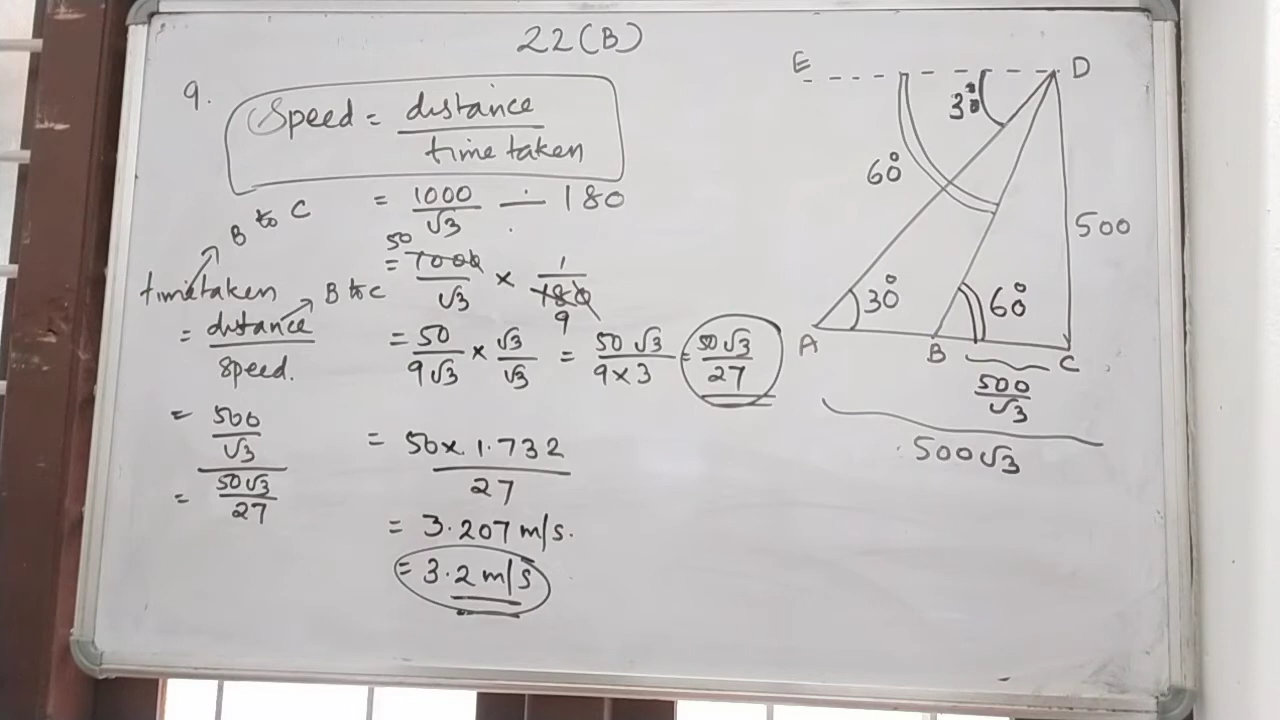 22(B)
9.
Speed = distance / time taken
= 1000/√3 ÷ 180
B to C
time taken
= distance / speed.
B to C
= 1000/√3 × 1/180
50
9
= 50/9√3 × √3/√3 = 50√3 / 9×3 = 50√3/27
= 500/√3
= 50√3/27
= 50×1.732 / 27
= 3.207 m/s.
= 3.2 m/s
E D
30°
60°
500
30° 60°
A B C
500/√3
500√3